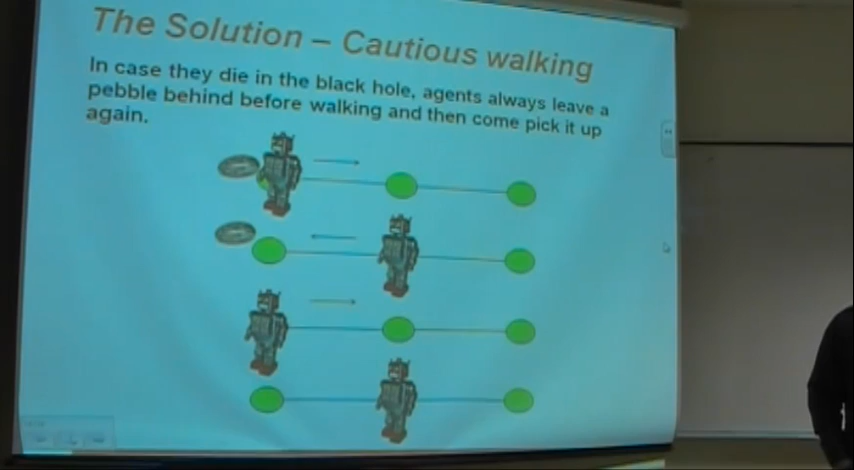 The Solution – Cautious walking
In case they die in the black hole, agents always leave a
pebble behind before walking and then come pick it up
again.